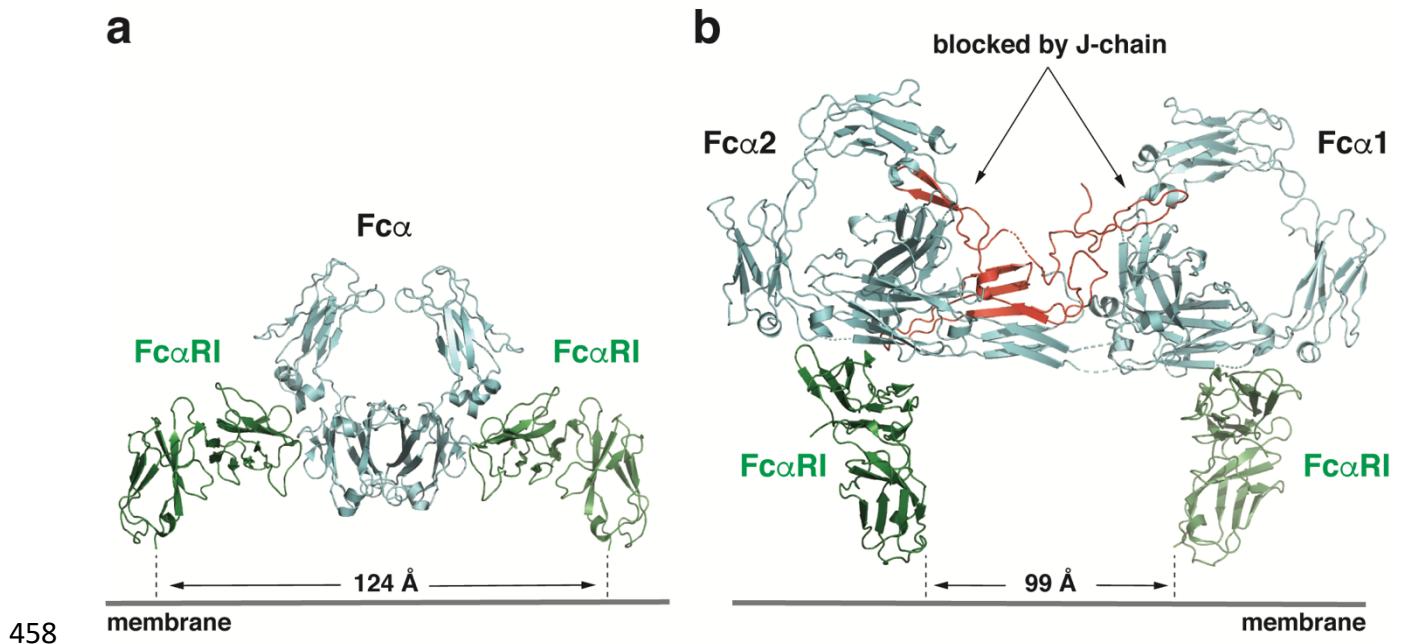 a
Fcα
FcαRI
FcαRI
124 Å
membrane
b
blocked by J-chain
Fcα2
Fcα1
FcαRI
FcαRI
99 Å
membrane
458